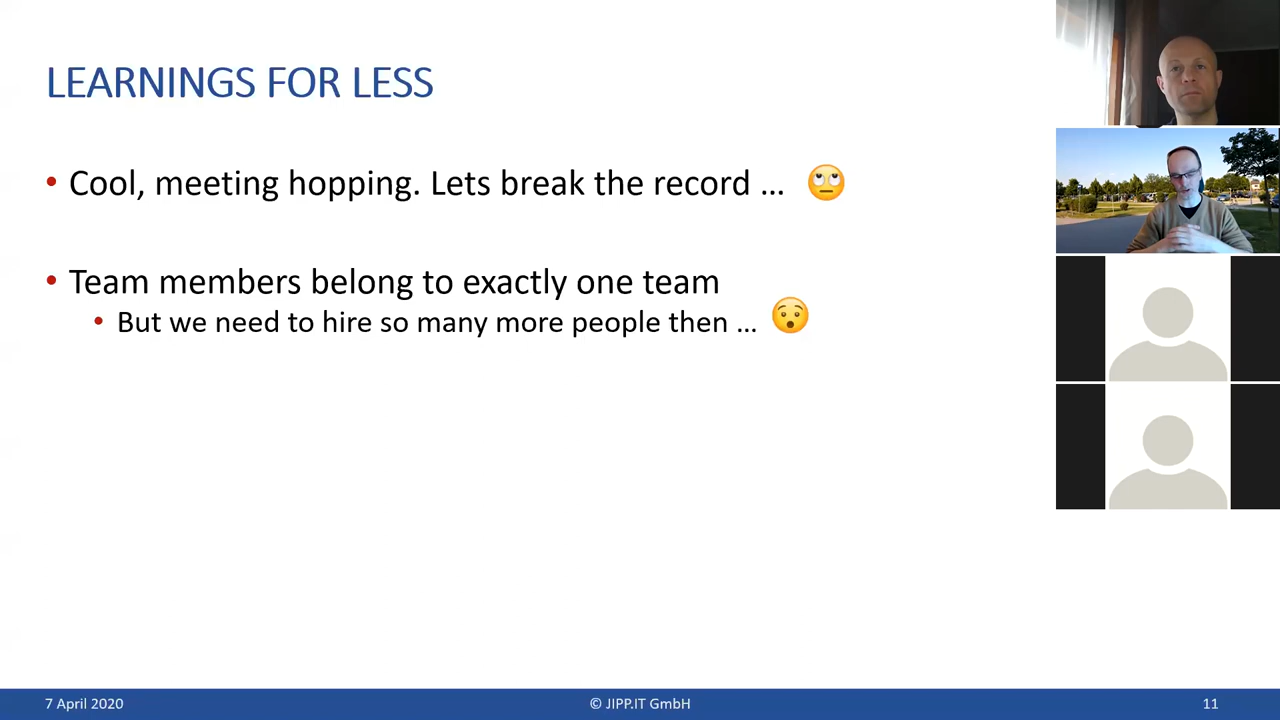 LEARNINGS FOR LESS
• Cool, meeting hopping. Lets break the record ... 🙄
• Team members belong to exactly one team
• But we need to hire so many more people then ... 😯
7 April 2020
© JIPP.IT GmbH
11